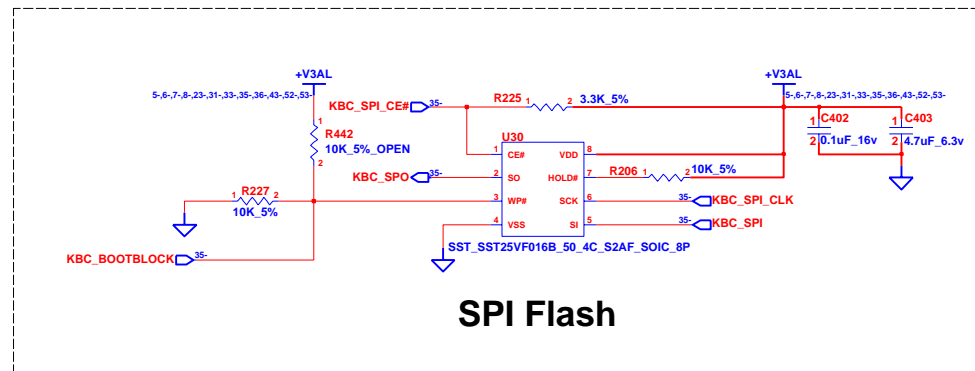 +V3AL
5-,6-,7-,8-,23-,31-,33-,35-,36-,43-,52-,53-
KBC_SPI_CE#
35-
R225
1
2
3.3K_5%
+V3AL
5-,6-,7-,8-,23-,31-,33-,35-,36-,43-,52-,53-
1
R442
10K_5%_OPEN
2
1
C402
2
0.1uF_16v
1
C403
2
4.7uF_6.3v
U30
1
CE#
VDD
8
KBC_SPO
35-
2
SO
HOLD#
7
R206
1
2
10K_5%
R227
1
2
10K_5%
3
WP#
SCK
6
35-
KBC_SPI_CLK
4
VSS
SI
5
35-
KBC_SPI
SST_SST25VF016B_50_4C_S2AF_SOIC_8P
KBC_BOOTBLOCK
35-
SPI Flash